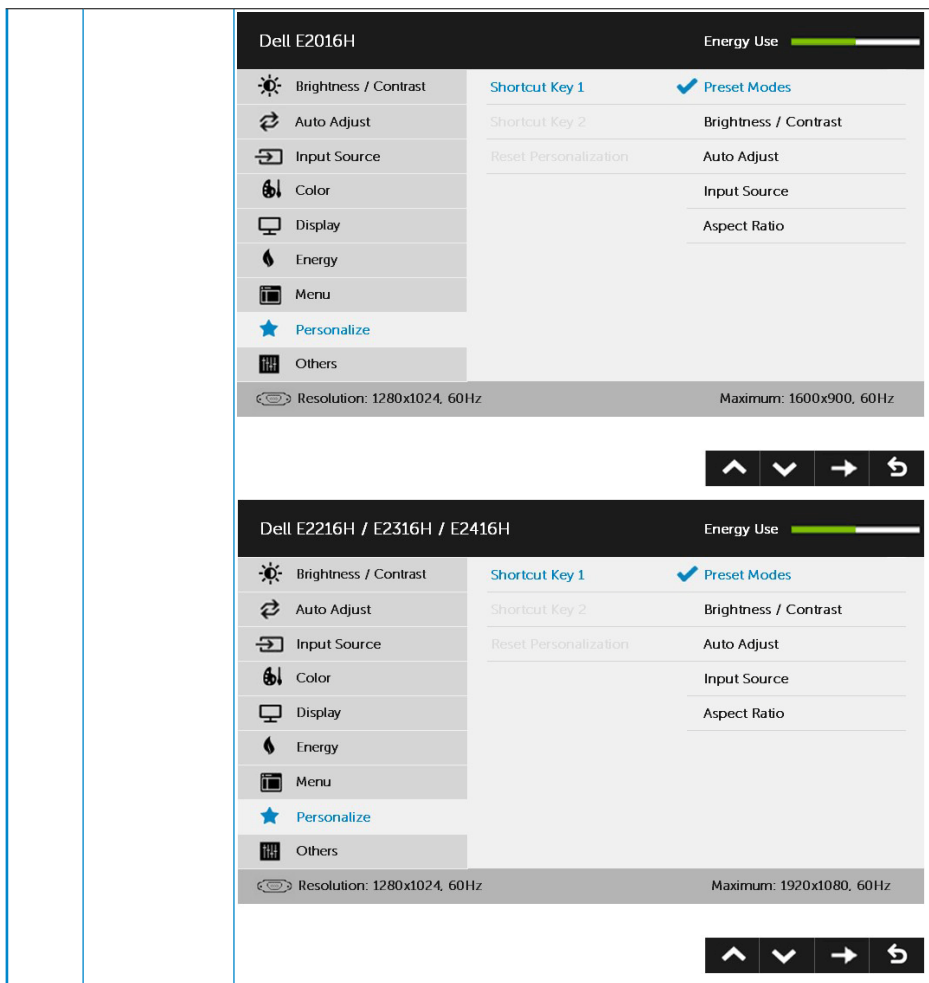 Dell E2016H Energy Use
Brightness / Contrast Shortcut Key 1 Preset Modes
Auto Adjust Shortcut Key 2 Brightness / Contrast
Input Source Reset Personalization Auto Adjust
Color Input Source
Display Aspect Ratio
Energy
Menu
Personalize
Others
Resolution: 1280x1024, 60Hz Maximum: 1600x900, 60Hz
Dell E2216H / E2316H / E2416H Energy Use
Brightness / Contrast Shortcut Key 1 Preset Modes
Auto Adjust Shortcut Key 2 Brightness / Contrast
Input Source Reset Personalization Auto Adjust
Color Input Source
Display Aspect Ratio
Energy
Menu
Personalize
Others
Resolution: 1280x1024, 60Hz Maximum: 1920x1080, 60Hz